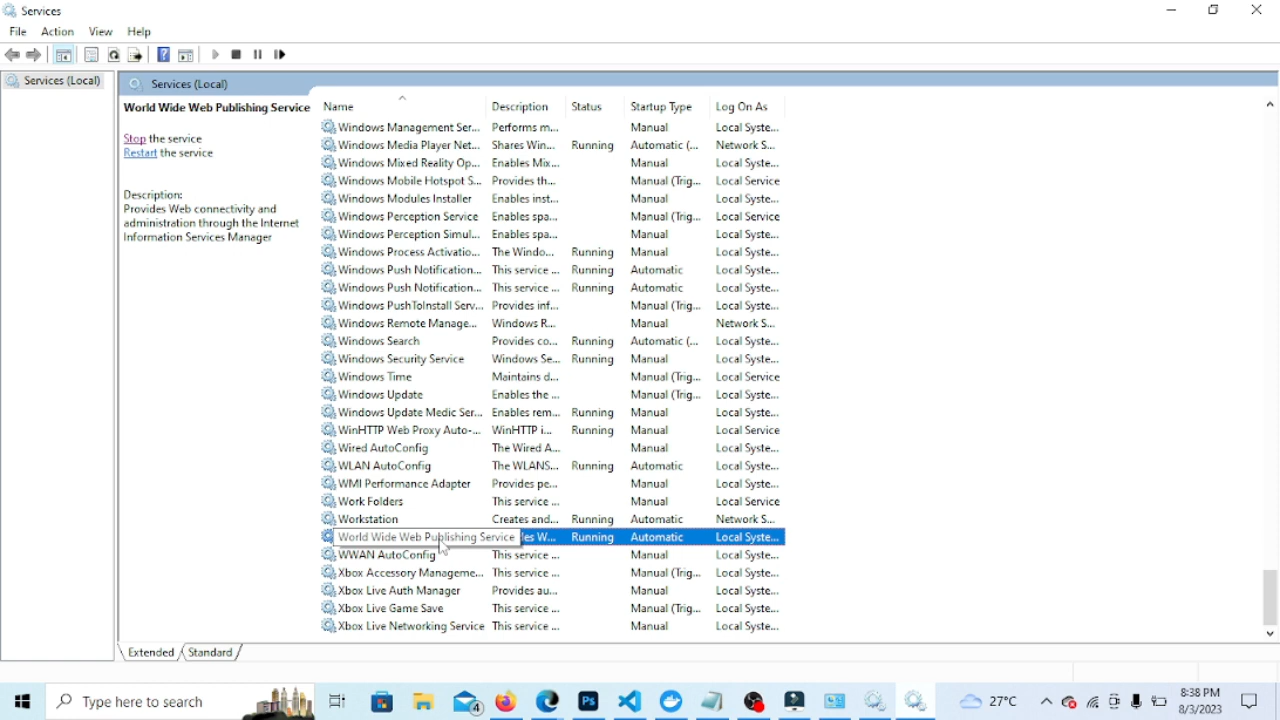 Services
File Action View Help
Services (Local)
Services (Local)
World Wide Web Publishing Service
Stop the service
Restart the service
Description:
Provides Web connectivity and
administration through the Internet
Information Services Manager
Name Description Status Startup Type Log On As
Windows Management Ser... Performs m... Manual Local Syste...
Windows Media Player Net... Shares Win... Running Automatic (... Network S...
Windows Mixed Reality Op... Enables Mix... Manual Local Syste...
Windows Mobile Hotspot S... Provides th... Manual (Trig... Local Service
Windows Modules Installer Enables inst... Manual Local Syste...
Windows Perception Service Enables spa... Manual (Trig... Local Service
Windows Perception Simul... Enables spa... Manual Local Syste...
Windows Process Activatio... The Windo... Running Manual Local Syste...
Windows Push Notification... This service ... Running Automatic Local Syste...
Windows Push Notification... This service ... Running Automatic Local Syste...
Windows PushToInstall Serv... Provides inf... Manual (Trig... Local Syste...
Windows Remote Manage... Windows R... Manual Network S...
Windows Search Provides co... Running Automatic (... Local Syste...
Windows Security Service Windows Se... Running Manual Local Syste...
Windows Time Maintains d... Manual (Trig... Local Service
Windows Update Enables the ... Manual (Trig... Local Syste...
Windows Update Medic Ser... Enables rem... Running Manual Local Syste...
WinHTTP Web Proxy Auto-... WinHTTP i... Running Manual Local Service
Wired AutoConfig The Wired A... Manual Local Syste...
WLAN AutoConfig The WLANS... Running Automatic Local Syste...
WMI Performance Adapter Provides pe... Manual Local Syste...
Work Folders This service ... Manual Local Service
Workstation Creates and... Running Automatic Network S...
World Wide Web Publishing Service les W... Running Automatic Local Syste...
WWAN AutoConfig This service ... Manual Local Syste...
Xbox Accessory Manageme... This service ... Manual (Trig... Local Syste...
Xbox Live Auth Manager Provides au... Manual Local Syste...
Xbox Live Game Save This service ... Manual (Trig... Local Syste...
Xbox Live Networking Service This service ... Manual Local Syste...
Extended Standard
Type here to search
4
Ps
27°C
8:38 PM
8/3/2023